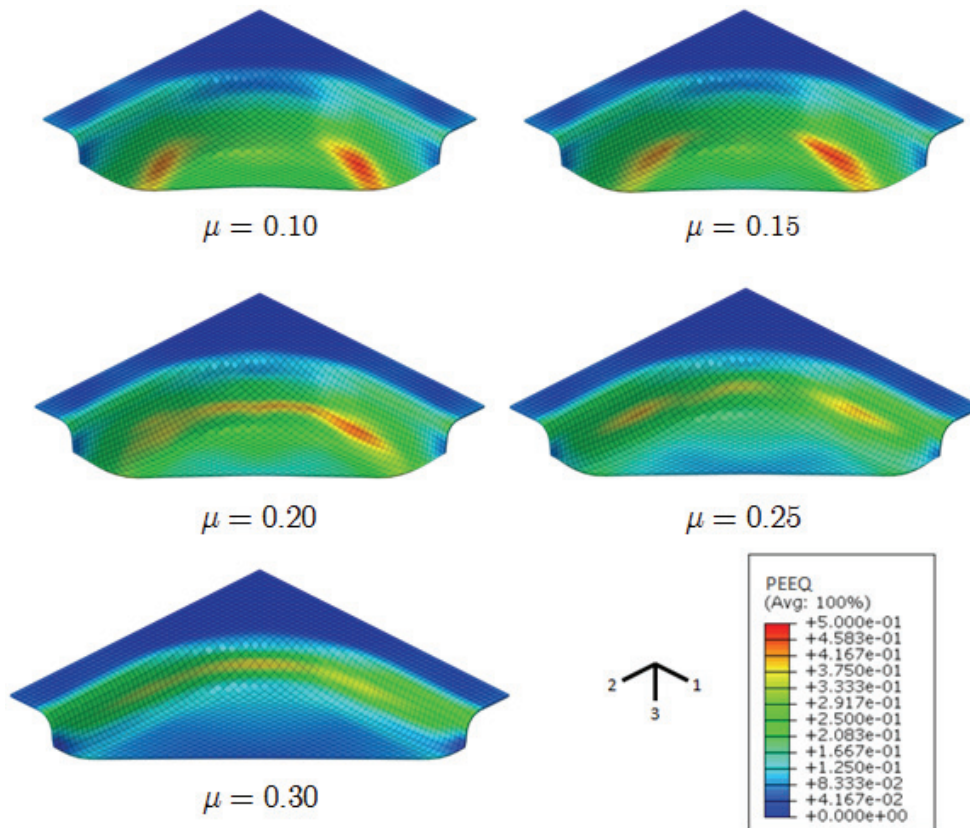 μ = 0.10
μ = 0.15
μ = 0.20
μ = 0.25
μ = 0.30
2
1
3
PEEQ
(Avg: 100%)
+5.000e-01
+4.583e-01
+4.167e-01
+3.750e-01
+3.333e-01
+2.917e-01
+2.500e-01
+2.083e-01
+1.667e-01
+1.250e-01
+8.333e-02
+4.167e-02
+0.000e+00